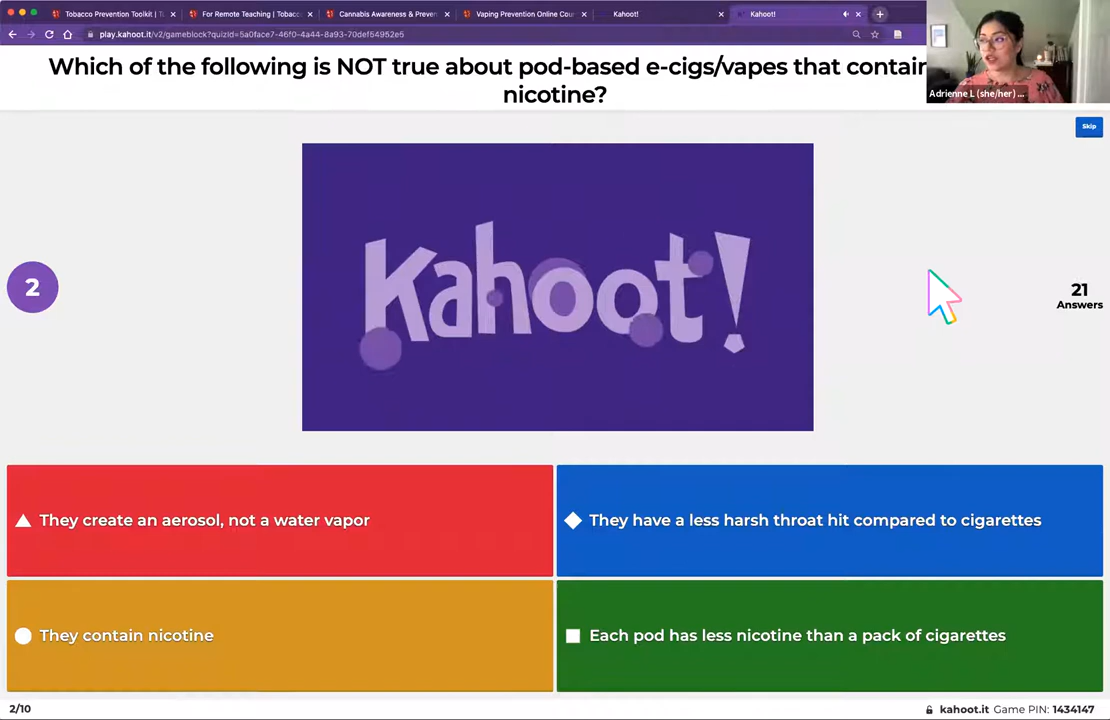 Tobacco Prevention Toolkit | To
For Remote Teaching | Tobacc
Cannabis Awareness & Preven
Vaping Prevention Online Cou
Kahoot!
Kahoot!
play.kahoot.it/v2/gameblock?quizId=5a0face7-46f0-4a44-8a93-70def54952e5
Which of the following is NOT true about pod-based e-cigs/vapes that contain
nicotine?
Adrienne L (she/her) ...
Skip
Kahoot!
2
21
Answers
They create an aerosol, not a water vapor
They have a less harsh throat hit compared to cigarettes
They contain nicotine
Each pod has less nicotine than a pack of cigarettes
2/10
kahoot.it Game PIN: 1434147